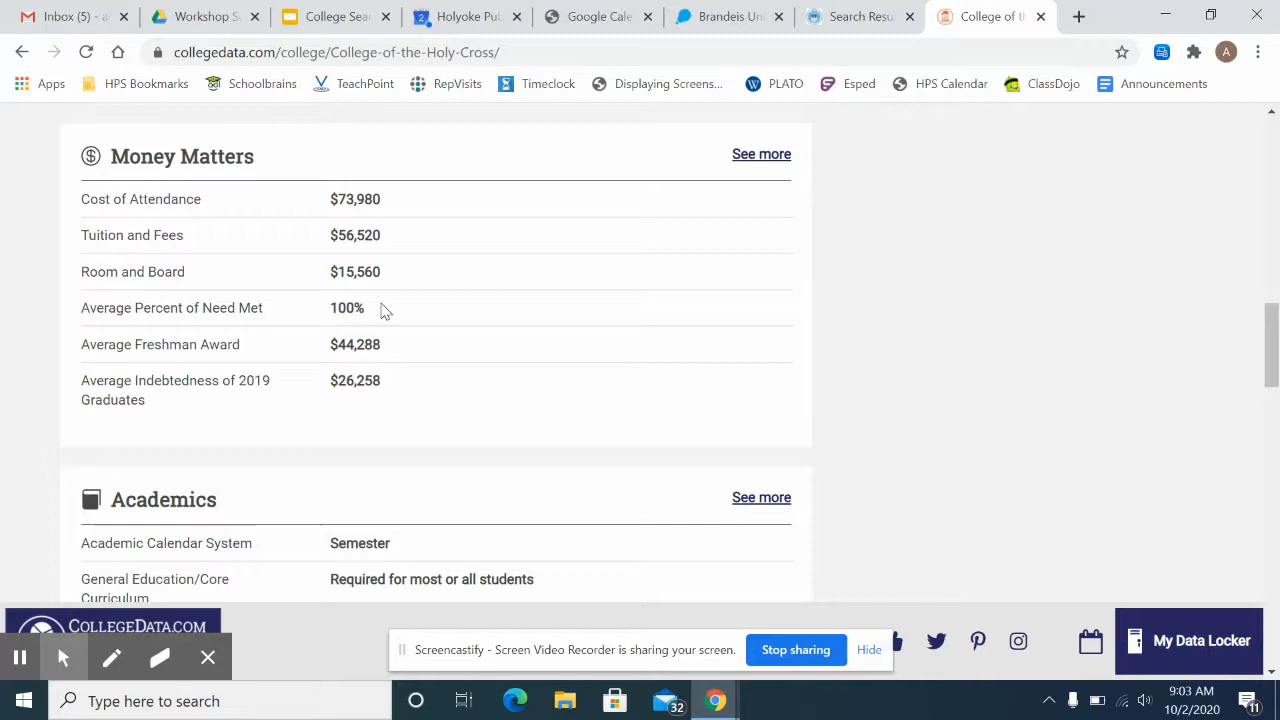 Inbox (5) - a
Workshop S
College Sea
Holyoke Pub
Google Cale
Brandeis Uni
Search Resu
College of th
collegedata.com/college/College-of-the-Holy-Cross/
A
Apps
HPS Bookmarks
Schoolbrains
TeachPoint
RepVisits
Timeclock
Displaying Screens...
PLATO
Esped
HPS Calendar
ClassDojo
Announcements
Money Matters
See more
Cost of Attendance $73,980
Tuition and Fees $56,520
Room and Board $15,560
Average Percent of Need Met 100%
Average Freshman Award $44,288
Average Indebtedness of 2019 $26,258
Graduates
Academics
See more
Academic Calendar System Semester
General Education/Core Required for most or all students
Curriculum
COLLEGEDATA.COM
Screencastify - Screen Video Recorder is sharing your screen.
Stop sharing
Hide
My Data Locker
Type here to search
32
9:03 AM
10/2/2020
11